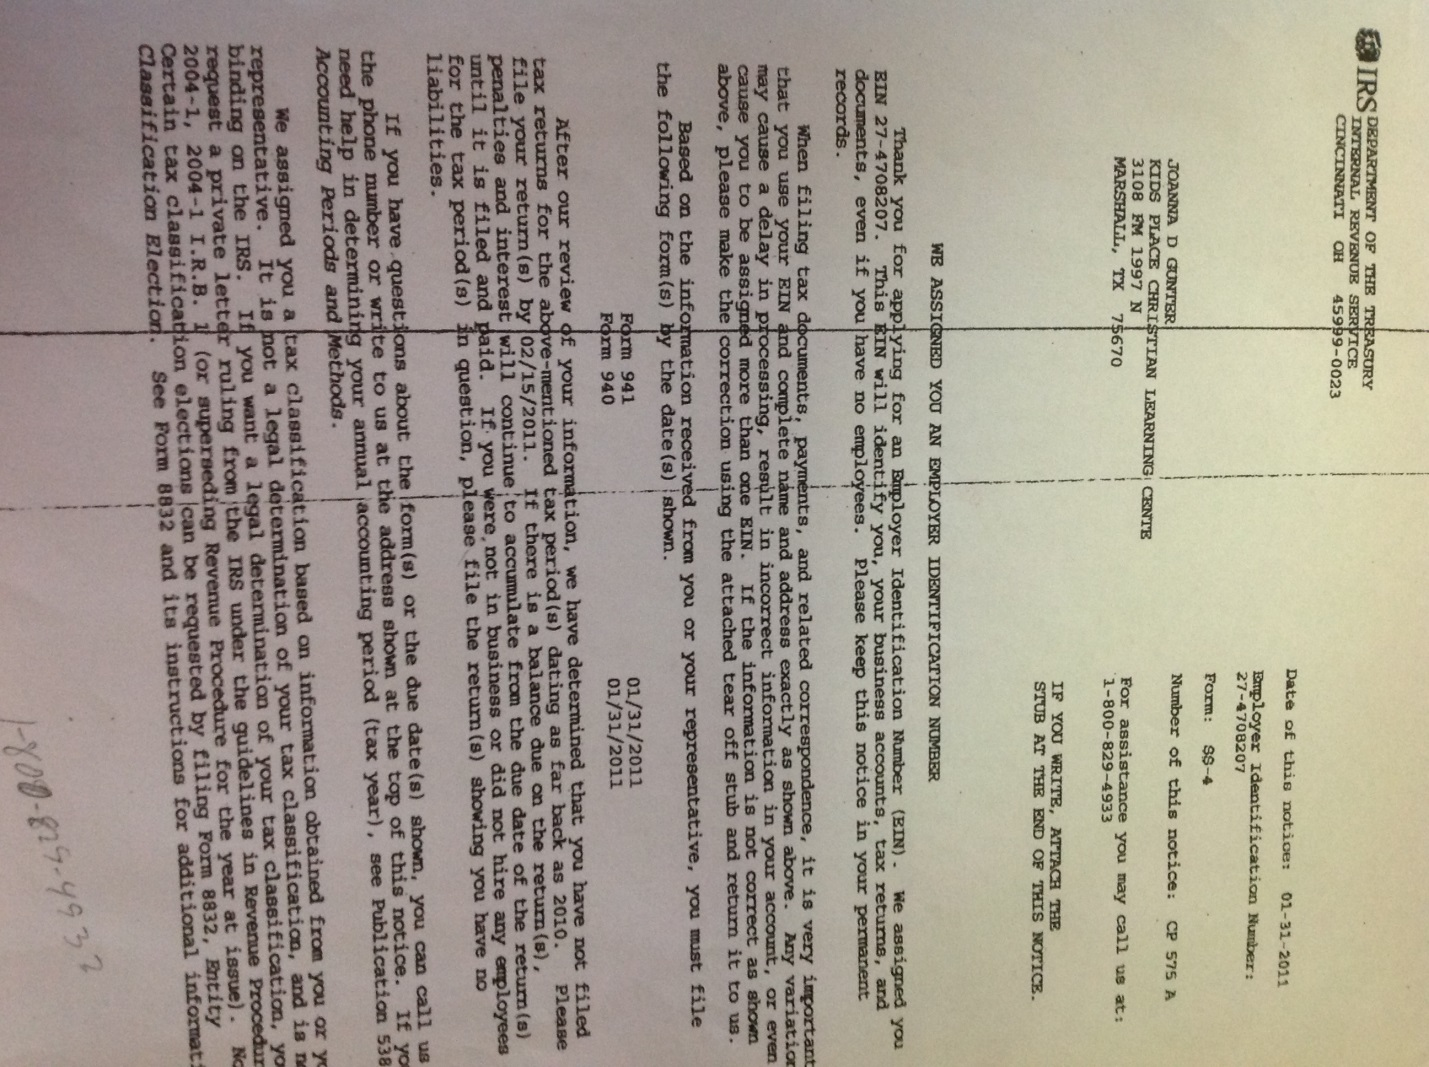 IRS DEPARTMENT OF THE TREASURY
INTERNAL REVENUE SERVICE
CINCINNATI OH 45999-0023
Date of this notice: 01-31-2011
Employer Identification Number:
27-4708207
Form: SS-4
Number of this notice: CP 575 A
JOANNA D GUNTER
KIDS PLACE CHRISTIAN LEARNING CENTE
3108 FM 1997 N
MARSHALL, TX 75670
For assistance you may call us at:
1-800-829-4933
IF YOU WRITE, ATTACH THE
STUB AT THE END OF THIS NOTICE.
WE ASSIGNED YOU AN EMPLOYER IDENTIFICATION NUMBER
Thank you for applying for an Employer Identification Number (EIN). We assigned you
EIN 27-4708207. This EIN will identify you, your business accounts, tax returns, and
documents, even if you have no employees. Please keep this notice in your permanent
records.
When filing tax documents, payments, and related correspondence, it is very important
that you use your EIN and complete name and address exactly as shown above. Any variation
may cause a delay in processing, result in incorrect information in your account, or even
cause you to be assigned more than one EIN. If the information is not correct as shown
above, please make the correction using the attached tear off stub and return it to us.
Based on the information received from you or your representative, you must file
the following form(s) by the date(s) shown.
Form 941 01/31/2011
Form 940 01/31/2011
After our review of your information, we have determined that you have not filed
tax returns for the above-mentioned tax period(s) dating as far back as 2010. Please
file your return(s) by 02/15/2011. If there is a balance due on the return(s),
penalties and interest will continue to accumulate from the due date of the return(s)
until it is filed and paid. If you were not in business or did not hire any employees
for the tax period(s) in question, please file the return(s) showing you have no
liabilities.
If you have questions about the form(s) or the due date(s) shown, you can call us
the phone number or write to us at the address shown at the top of this notice. If yo
need help in determining your annual accounting period (tax year), see Publication 538
Accounting Periods and Methods.
We assigned you a tax classification based on information obtained from you or yo
representative. It is not a legal determination of your tax classification, and is n
binding on the IRS. If you want a legal determination of your tax classification, yo
request a private letter ruling from the IRS under the guidelines in Revenue Procedur
2004-1, 2004-1 I.R.B. 1 (or superseding Revenue Procedure for the year at issue). No
Certain tax classification elections can be requested by filing Form 8832, Entity
Classification Election. See Form 8832 and its instructions for additional informati
1-800-829-4933